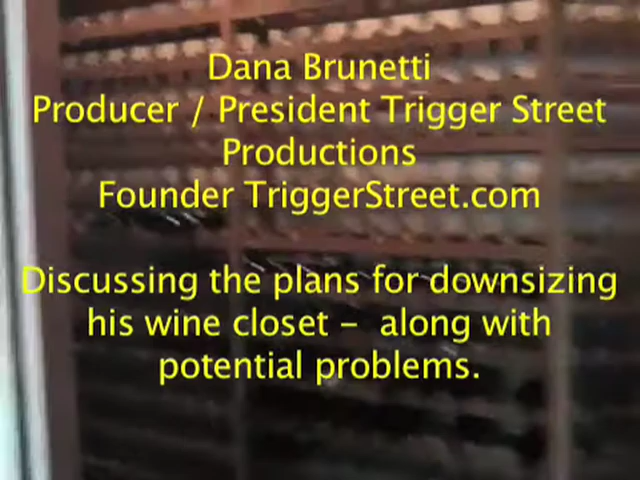 Dana Brunetti
Producer / President Trigger Street
Productions
Founder TriggerStreet.com
Discussing the plans for downsizing
his wine closet – along with
potential problems.